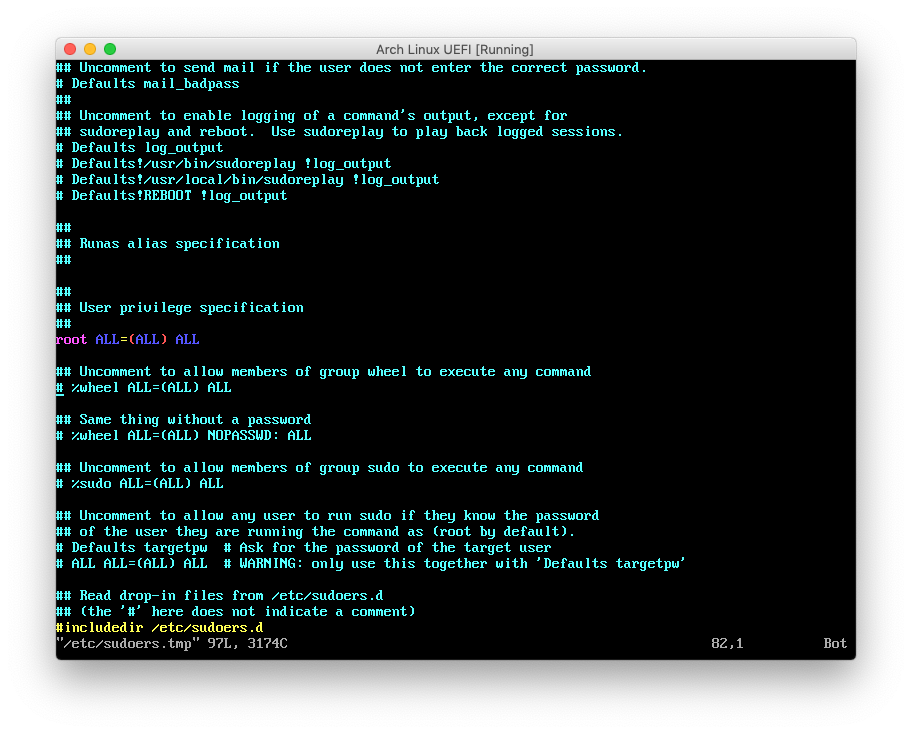 Arch Linux UEFI [Running]
## Uncomment to send mail if the user does not enter the correct password.
# Defaults mail_badpass
##
## Uncomment to enable logging of a command's output, except for
## sudoreplay and reboot.  Use sudoreplay to play back logged sessions.
# Defaults log_output
# Defaults!/usr/bin/sudoreplay !log_output
# Defaults!/usr/local/bin/sudoreplay !log_output
# Defaults!REBOOT !log_output
##
## Runas alias specification
##
##
## User privilege specification
##
root ALL=(ALL) ALL
## Uncomment to allow members of group wheel to execute any command
# %wheel ALL=(ALL) ALL
## Same thing without a password
# %wheel ALL=(ALL) NOPASSWD: ALL
## Uncomment to allow members of group sudo to execute any command
# %sudo ALL=(ALL) ALL
## Uncomment to allow any user to run sudo if they know the password
## of the user they are running the command as (root by default).
# Defaults targetpw  # Ask for the password of the target user
# ALL ALL=(ALL) ALL  # WARNING: only use this together with 'Defaults targetpw'
## Read drop-in files from /etc/sudoers.d
## (the '#' here does not indicate a comment)
#includedir /etc/sudoers.d
"/etc/sudoers.tmp" 97L, 3174C 82,1 Bot